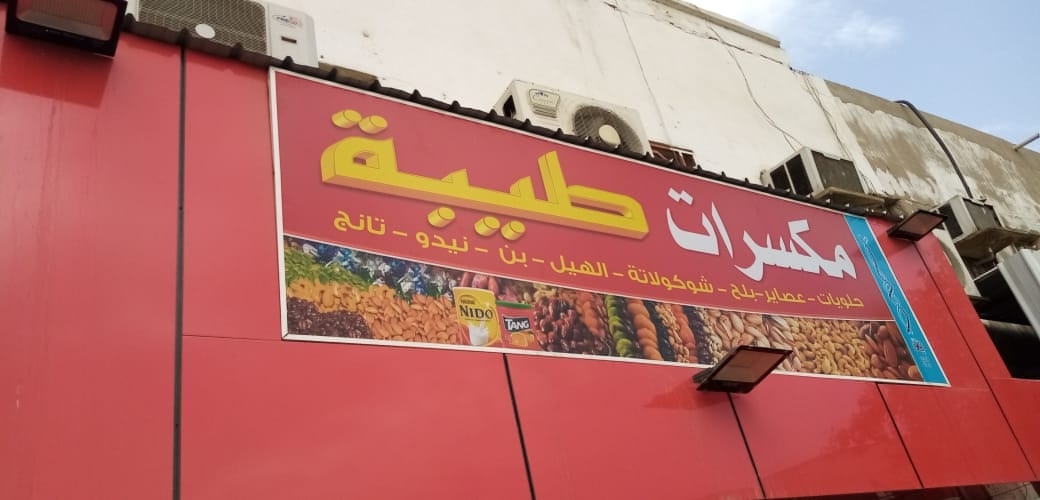 مكسرات طيبة
حلويات - عصاير - بلح - شوكولاتة - الهيل - بن - نيدو - تانج
NIDO
TANG